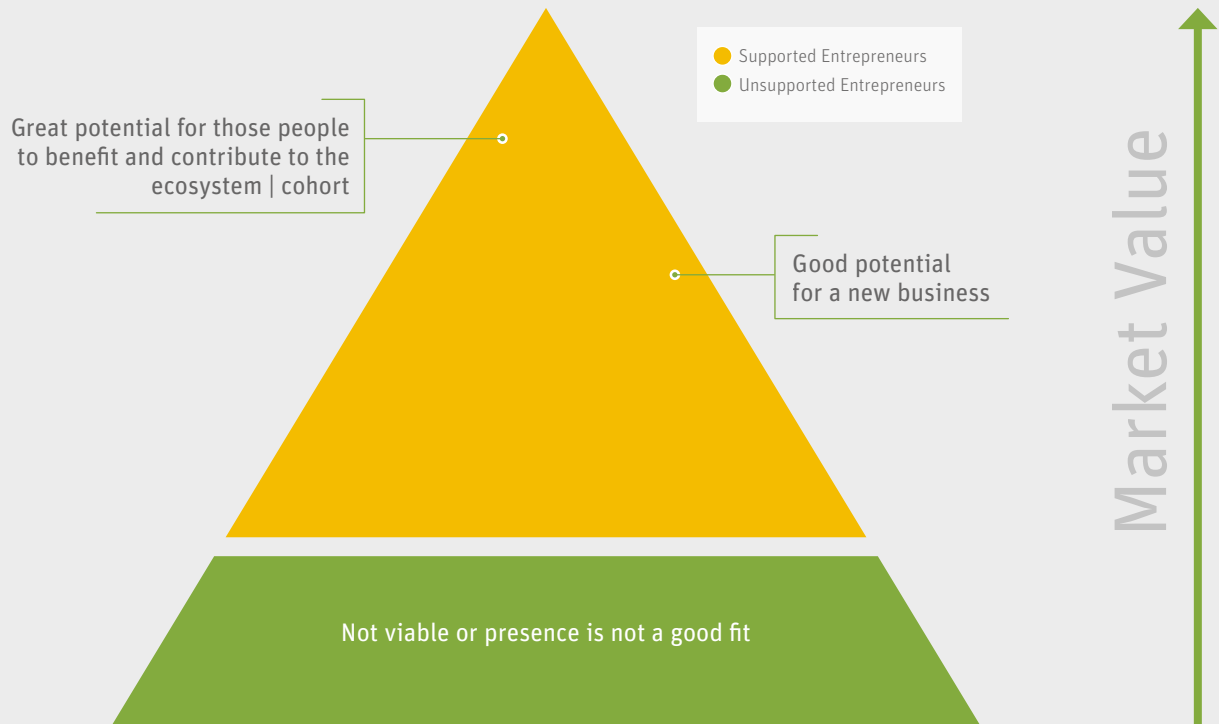 Supported Entrepreneurs
Unsupported Entrepreneurs
Great potential for those people
to benefit and contribute to the
ecosystem | cohort
Good potential
for a new business
Market Value
Not viable or presence is not a good fit